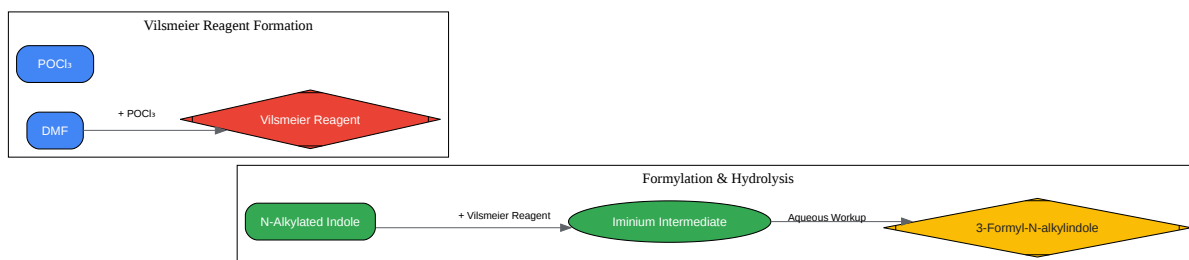 Vilsmeier Reagent Formation
POCl₃
+ POCl₃
DMF
Vilsmeier Reagent
Formylation & Hydrolysis
N-Alkylated Indole
+ Vilsmeier Reagent
Iminium Intermediate
Aqueous Workup
3-Formyl-N-alkylindole